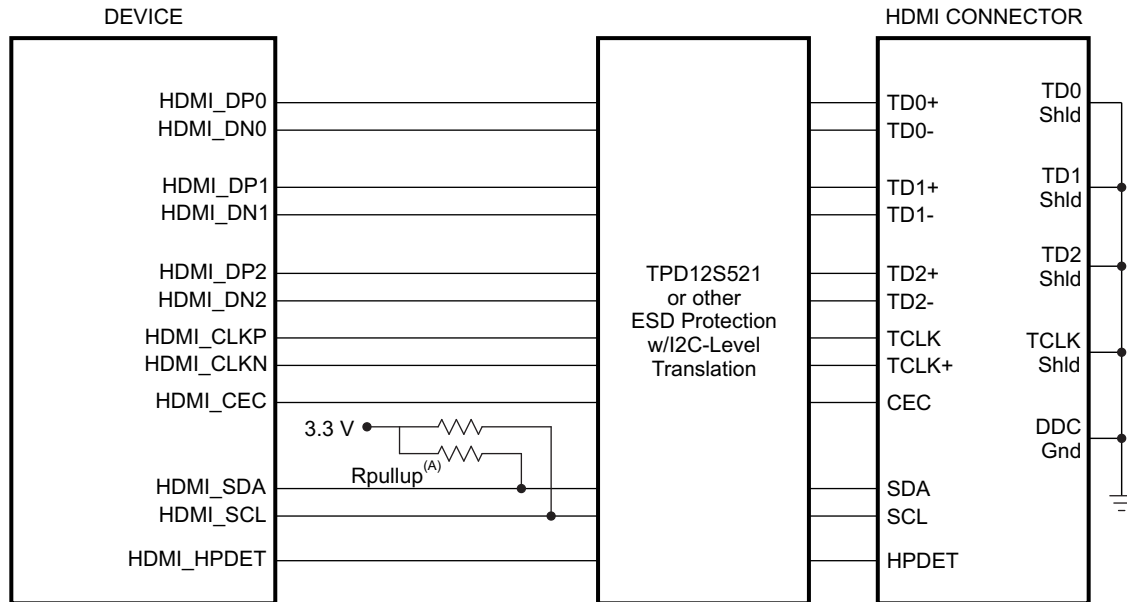 DEVICE
HDMI CONNECTOR
HDMI_DP0
HDMI_DN0
HDMI_DP1
HDMI_DN1
HDMI_DP2
HDMI_DN2
HDMI_CLKP
HDMI_CLKN
HDMI_CEC
3.3 V
Rpullup(A)
HDMI_SDA
HDMI_SCL
HDMI_HPDET
TPD12S521
or other
ESD Protection
w/I2C-Level
Translation
TD0+
TD0-
TD1+
TD1-
TD2+
TD2-
TCLK
TCLK+
CEC
SDA
SCL
HPDET
TD0
Shld
TD1
Shld
TD2
Shld
TCLK
Shld
DDC
Gnd